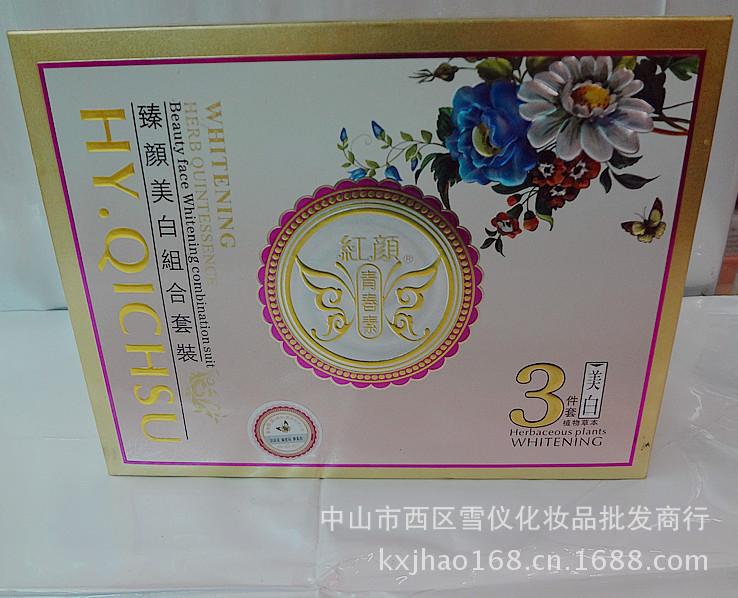 WHITENING
HERB QUINTESSENCE
Beauty face Whitening combination suit
臻顔美白組合套裝
HY.QICHSU
紅顔®
青春素
3件套
美白
植物草本
Herbaceous plants
WHITENING
中山市西区雪仪化妆品批发商行
kxjhao168.cn.1688.com